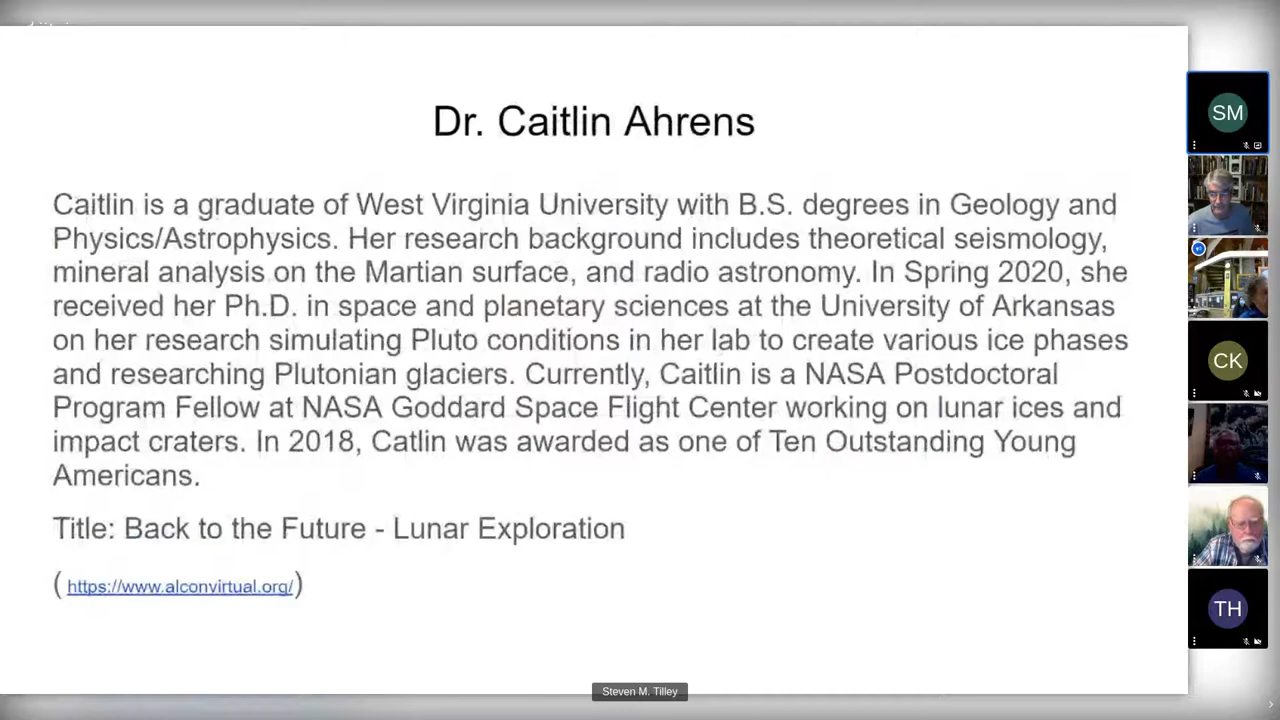 Dr. Caitlin Ahrens
Caitlin is a graduate of West Virginia University with B.S. degrees in Geology and
Physics/Astrophysics. Her research background includes theoretical seismology,
mineral analysis on the Martian surface, and radio astronomy. In Spring 2020, she
received her Ph.D. in space and planetary sciences at the University of Arkansas
on her research simulating Pluto conditions in her lab to create various ice phases
and researching Plutonian glaciers. Currently, Caitlin is a NASA Postdoctoral
Program Fellow at NASA Goddard Space Flight Center working on lunar ices and
impact craters. In 2018, Catlin was awarded as one of Ten Outstanding Young
Americans.
Title: Back to the Future - Lunar Exploration
( https://www.alconvirtual.org/)
SM
CK
TH
Steven M. Tilley